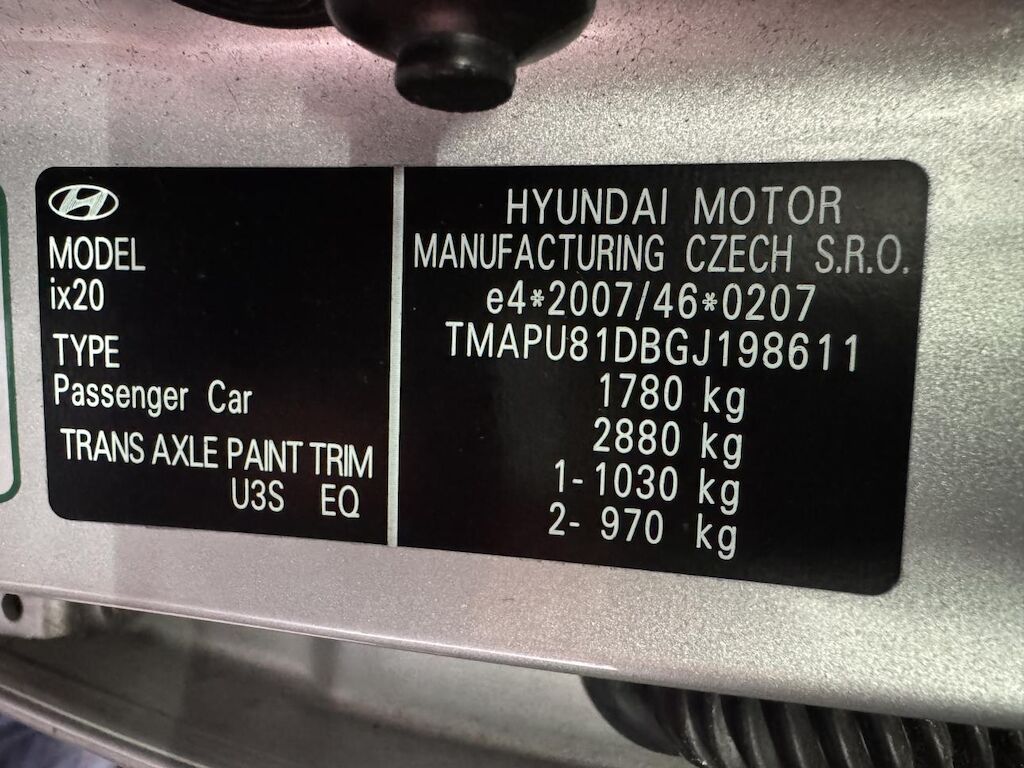 MODEL
ix20
TYPE
Passenger Car
TRANS AXLE PAINT TRIM
U3S EQ
HYUNDAI MOTOR
MANUFACTURING CZECH S.R.O.
e4*2007/46*0207
TMAPU81DBGJ198611
1780 kg
2880 kg
1-1030 kg
2- 970 kg